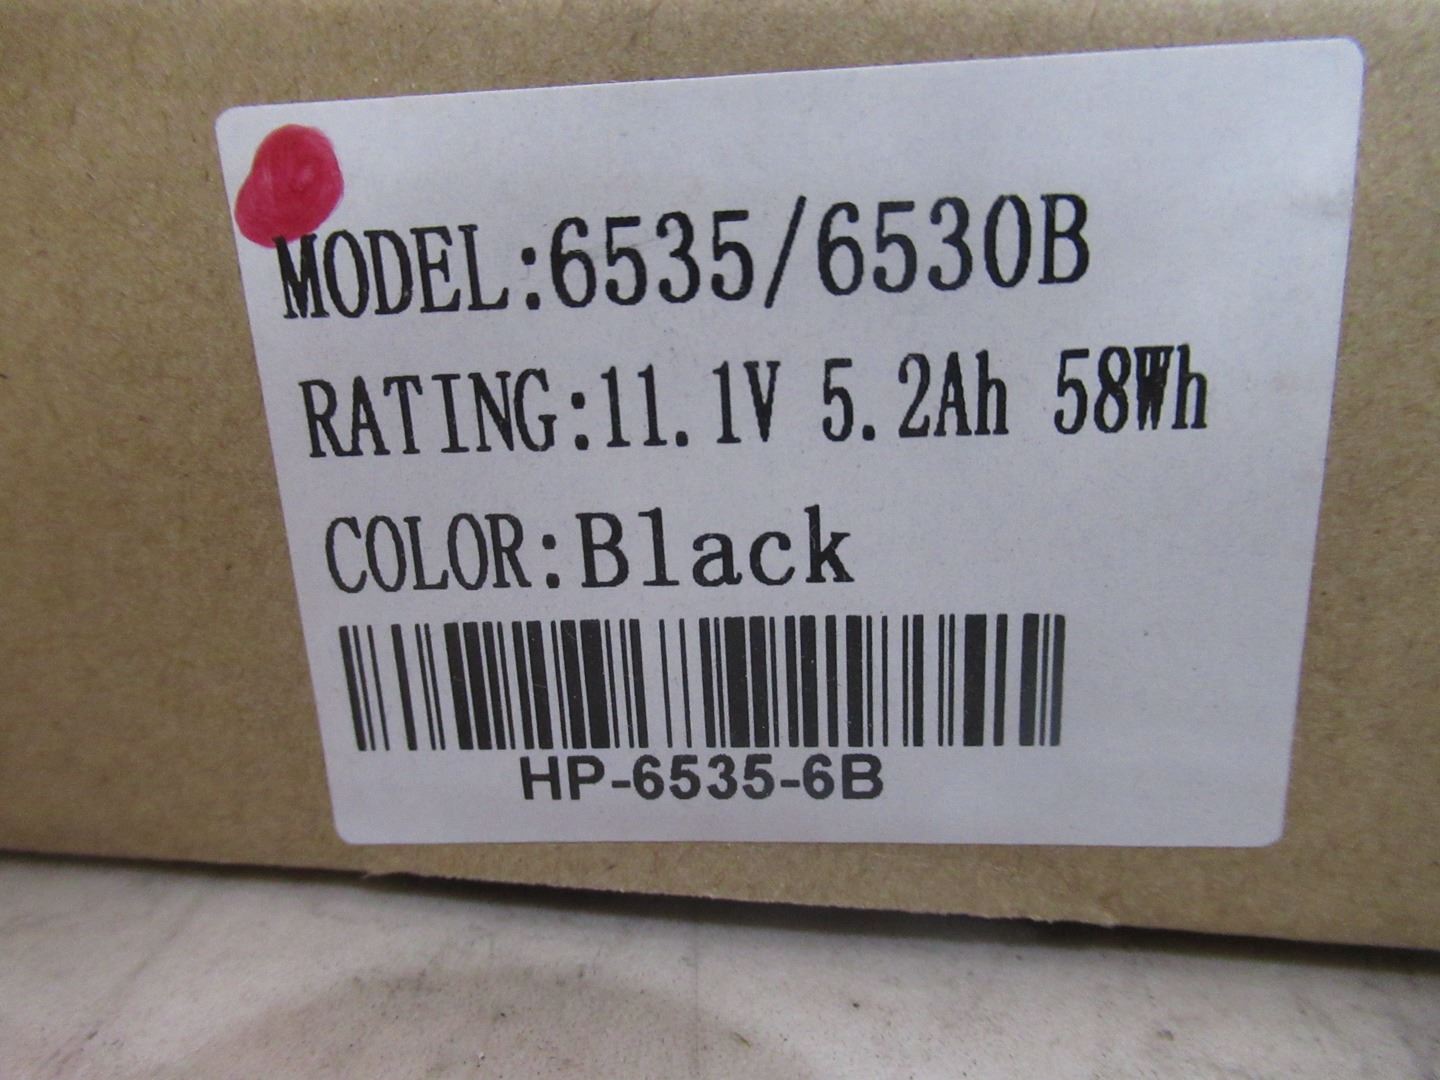 MODEL:6535/6530B
RATING:11.1V 5.2Ah 58Wh
COLOR:Black
HP-6535-6B